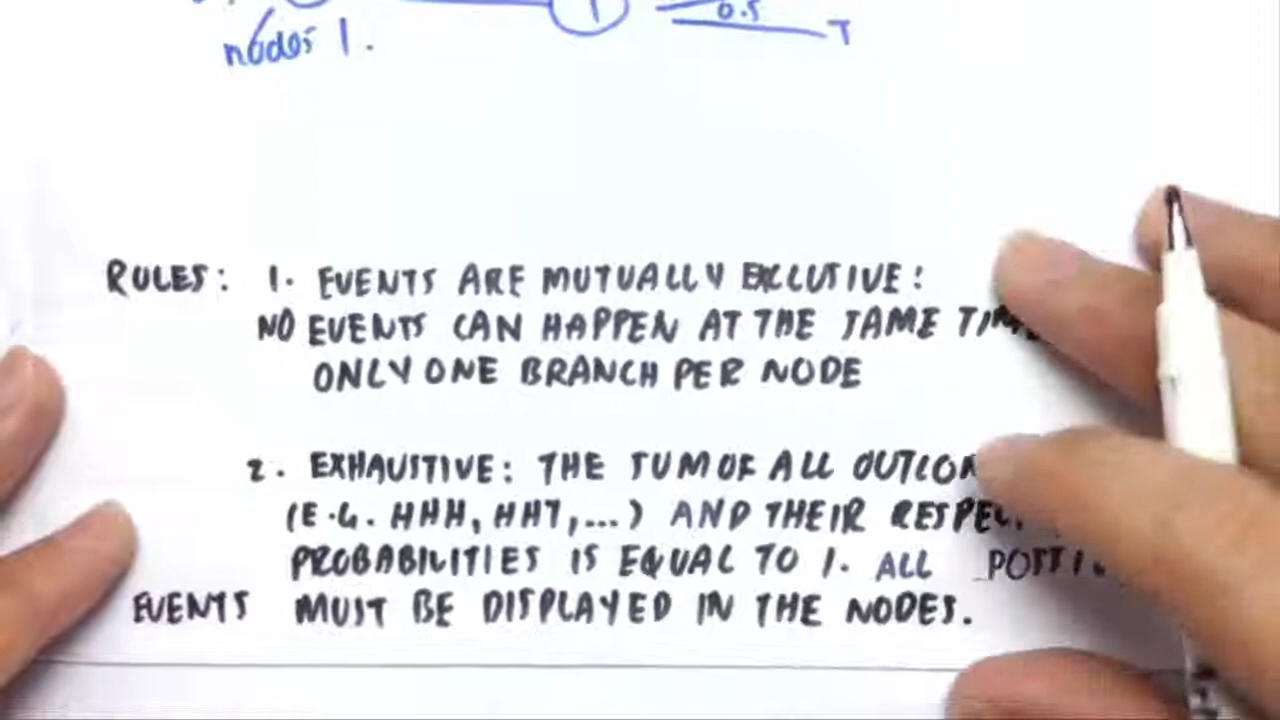 0.5
T
nodes 1.
RULES: 1. EVENTS ARE MUTUALLY EXCLUSIVE:
NO EVENTS CAN HAPPEN AT THE SAME
ONLY ONE BRANCH PER NODE
2. EXHAUSTIVE: THE SUM OF ALL
(E.G. HHH, HHT,...) AND THEIR
PROBABILITIES IS EQUAL TO 1. ALL
EVENTS MUST BE DISPLAYED IN THE NODES.